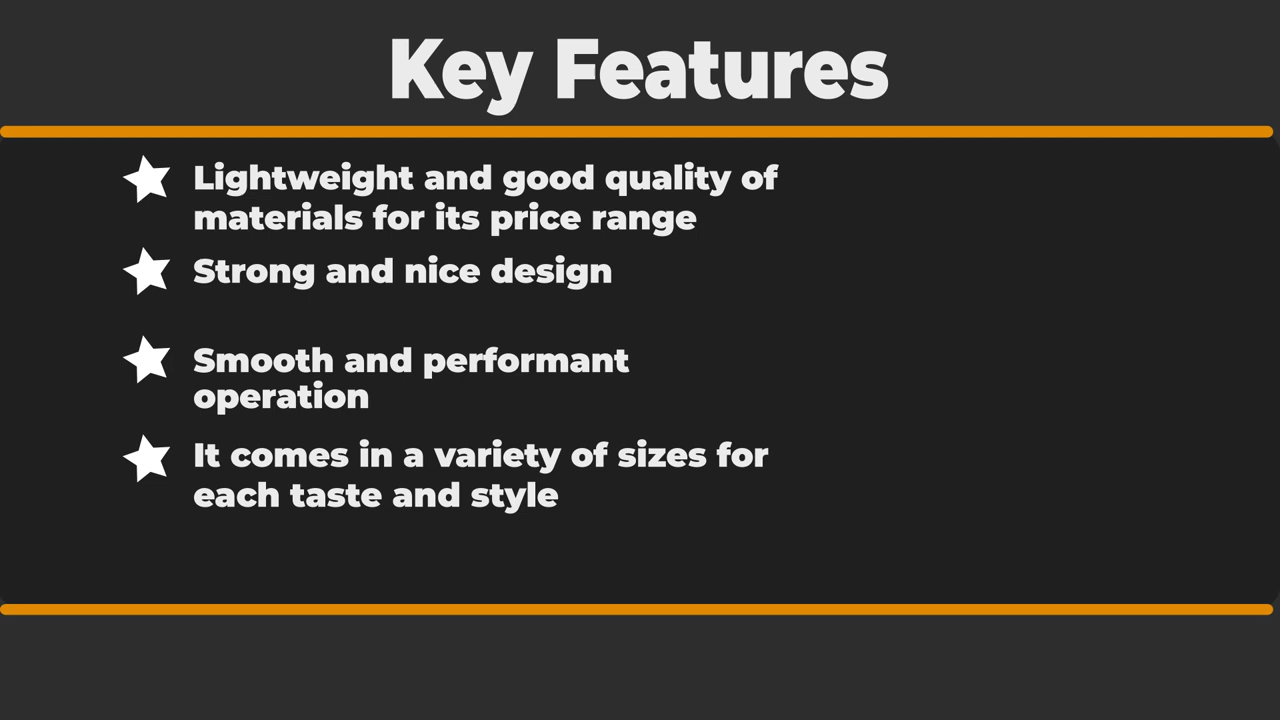 Key Features
Lightweight and good quality of
materials for its price range
Strong and nice design
Smooth and performant
operation
It comes in a variety of sizes for
each taste and style